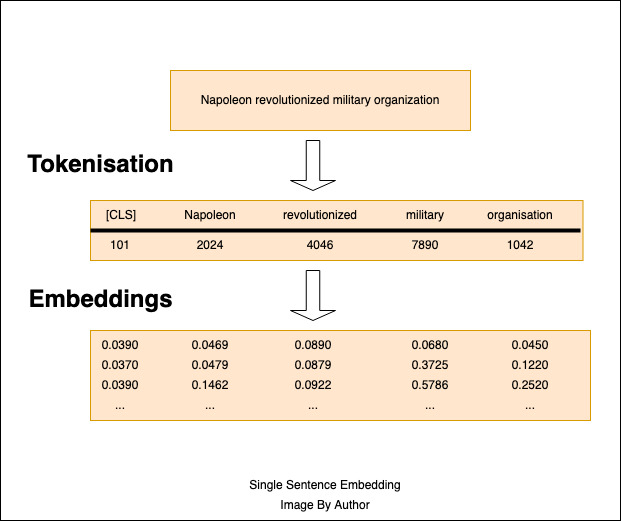 Napoleon revolutionized military organization
Tokenisation
[CLS] Napoleon revolutionized military organisation
101 2024 4046 7890 1042
Embeddings
0.0390 0.0469 0.0890 0.0680 0.0450
0.0370 0.0479 0.0879 0.3725 0.1220
0.0390 0.1462 0.0922 0.5786 0.2520
... ... ... ... ...
Single Sentence Embedding
Image By Author